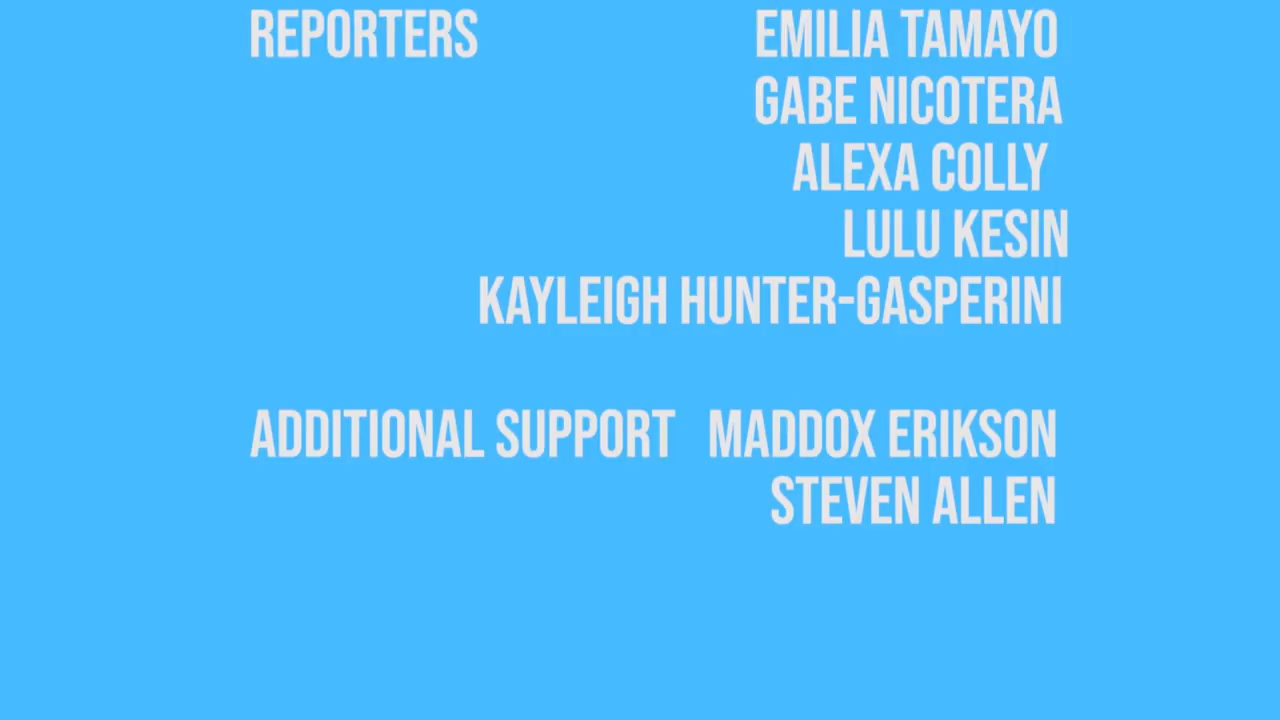 REPORTERS EMILIA TAMAYO
GABE NICOTERA
ALEXA COLLY
LULU KESIN
KAYLEIGH HUNTER-GASPERINI
ADDITIONAL SUPPORT MADDOX ERIKSON
STEVEN ALLEN